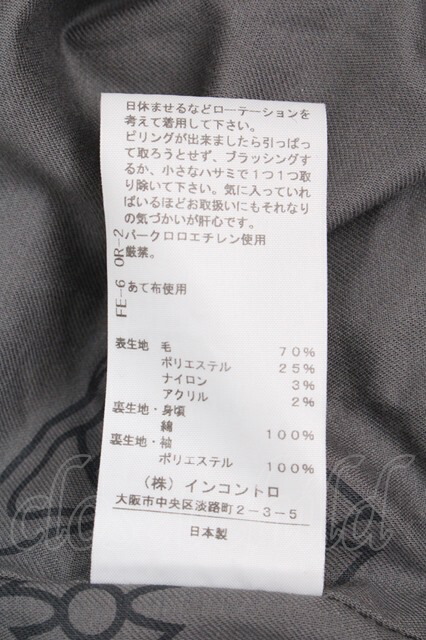 日休ませるなどローテーションを
考えて着用して下さい。
ピリングが出来ましたら引っぱっ
て取ろうとせず、ブラッシングす
るか、小さなハサミで1つ1つ取
り除いて下さい。気に入っていれ
ばいるほどお取扱いにもそれなり
の気づかいが肝心です。
パークロロエチレン使用
厳禁。
あて布使用
FE-6 OR-2
表生地 毛 70%
ポリエステル 25%
ナイロン 3%
アクリル 2%
裏生地・身頃
綿 100%
裏生地・袖
ポリエステル 100%
(株) インコントロ
大阪市中央区淡路町2-3-5
日本製